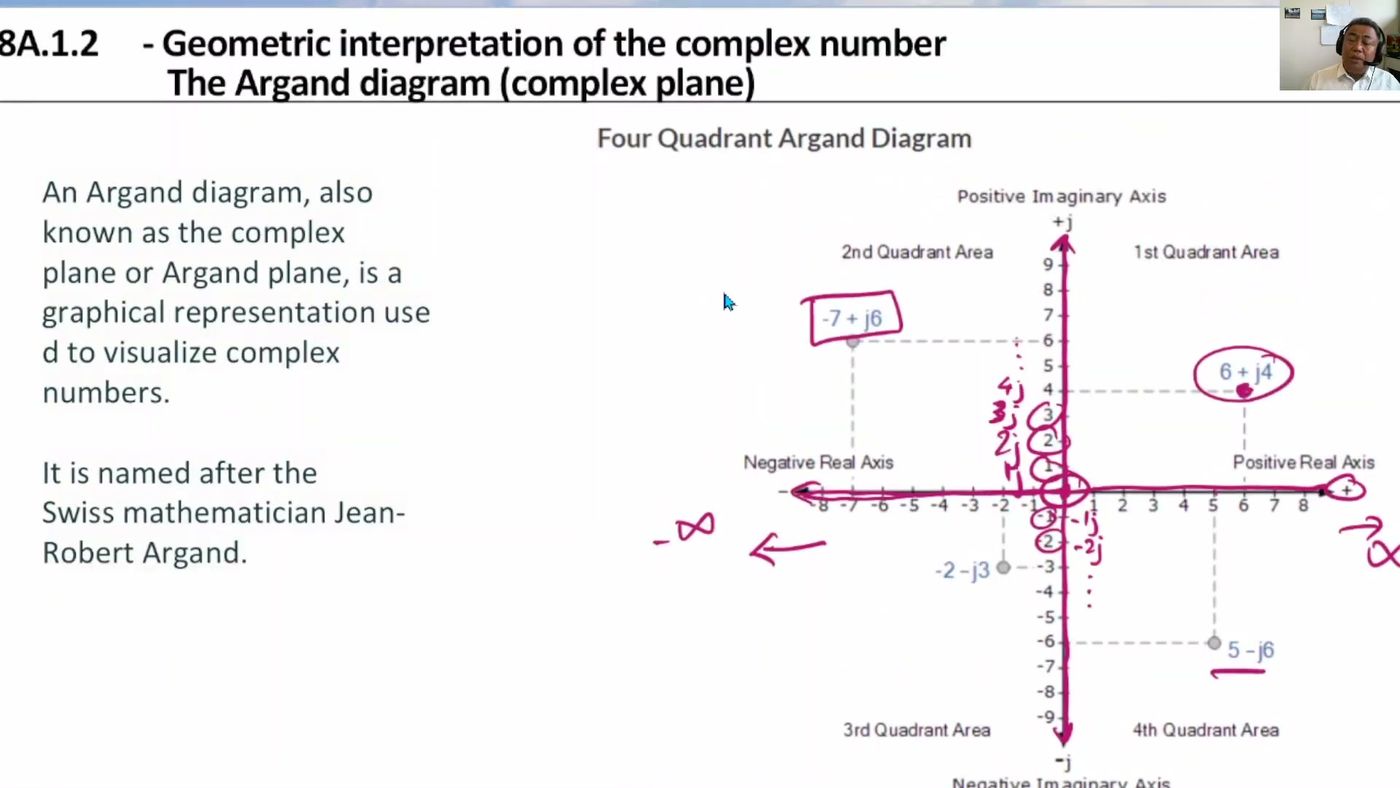 8A.1.2 - Geometric interpretation of the complex number
The Argand diagram (complex plane)
An Argand diagram, also
known as the complex
plane or Argand plane, is a
graphical representation use
d to visualize complex
numbers.
It is named after the
Swiss mathematician Jean-
Robert Argand.
Four Quadrant Argand Diagram
Positive Imaginary Axis
+j
2nd Quadrant Area
1st Quadrant Area
9
8
7
-7 + j6
6
5
6 + j4
4j 4
3j 3
2j 2
1j 1
Negative Real Axis
Positive Real Axis
- +
-8 -7 -6 -5 -4 -3 -2 -1 1 2 3 4 5 6 7 8
-1 -1j
-∞
∞
-2 -2j
-2 -j3
-3
-4
-5
-6
5 -j6
-7
-8
-9
3rd Quadrant Area
4th Quadrant Area
-j
Negative Imaginary Axis